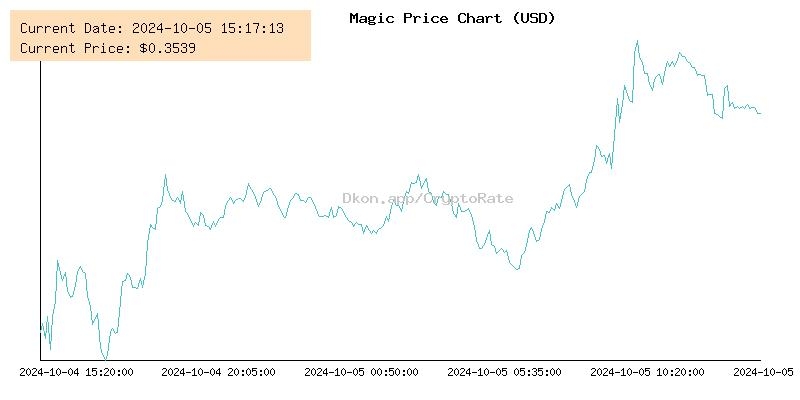 Magic Price Chart (USD)
Current Date: 2024-10-05 15:17:13
Current Price: $0.3539
Dkon.app/CryptoRate
2024-10-04 15:20:00
2024-10-04 20:05:00
2024-10-05 00:50:00
2024-10-05 05:35:00
2024-10-05 10:20:00
2024-10-05